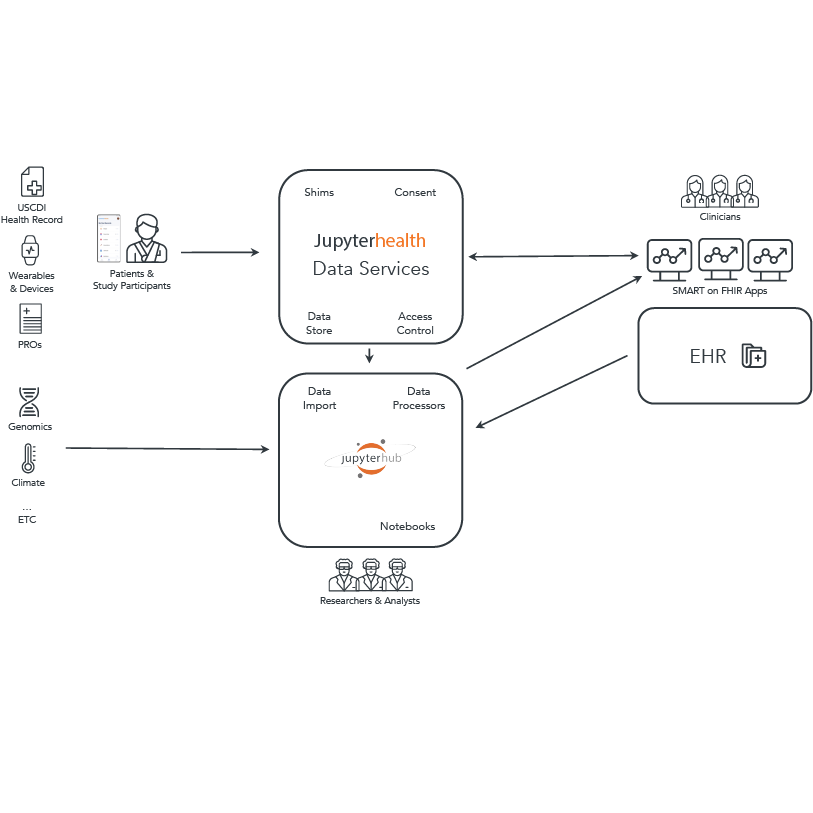 USCDI
Health Record
Wearables
& Devices
PROs
Patients &
Study Participants
Genomics
Climate
...
ETC
Shims
Consent
Jupyterhealth
Data Services
Data
Store
Access
Control
Data
Import
Data
Processors
jupyterhub
Notebooks
Researchers & Analysts
Clinicians
SMART on FHIR Apps
EHR